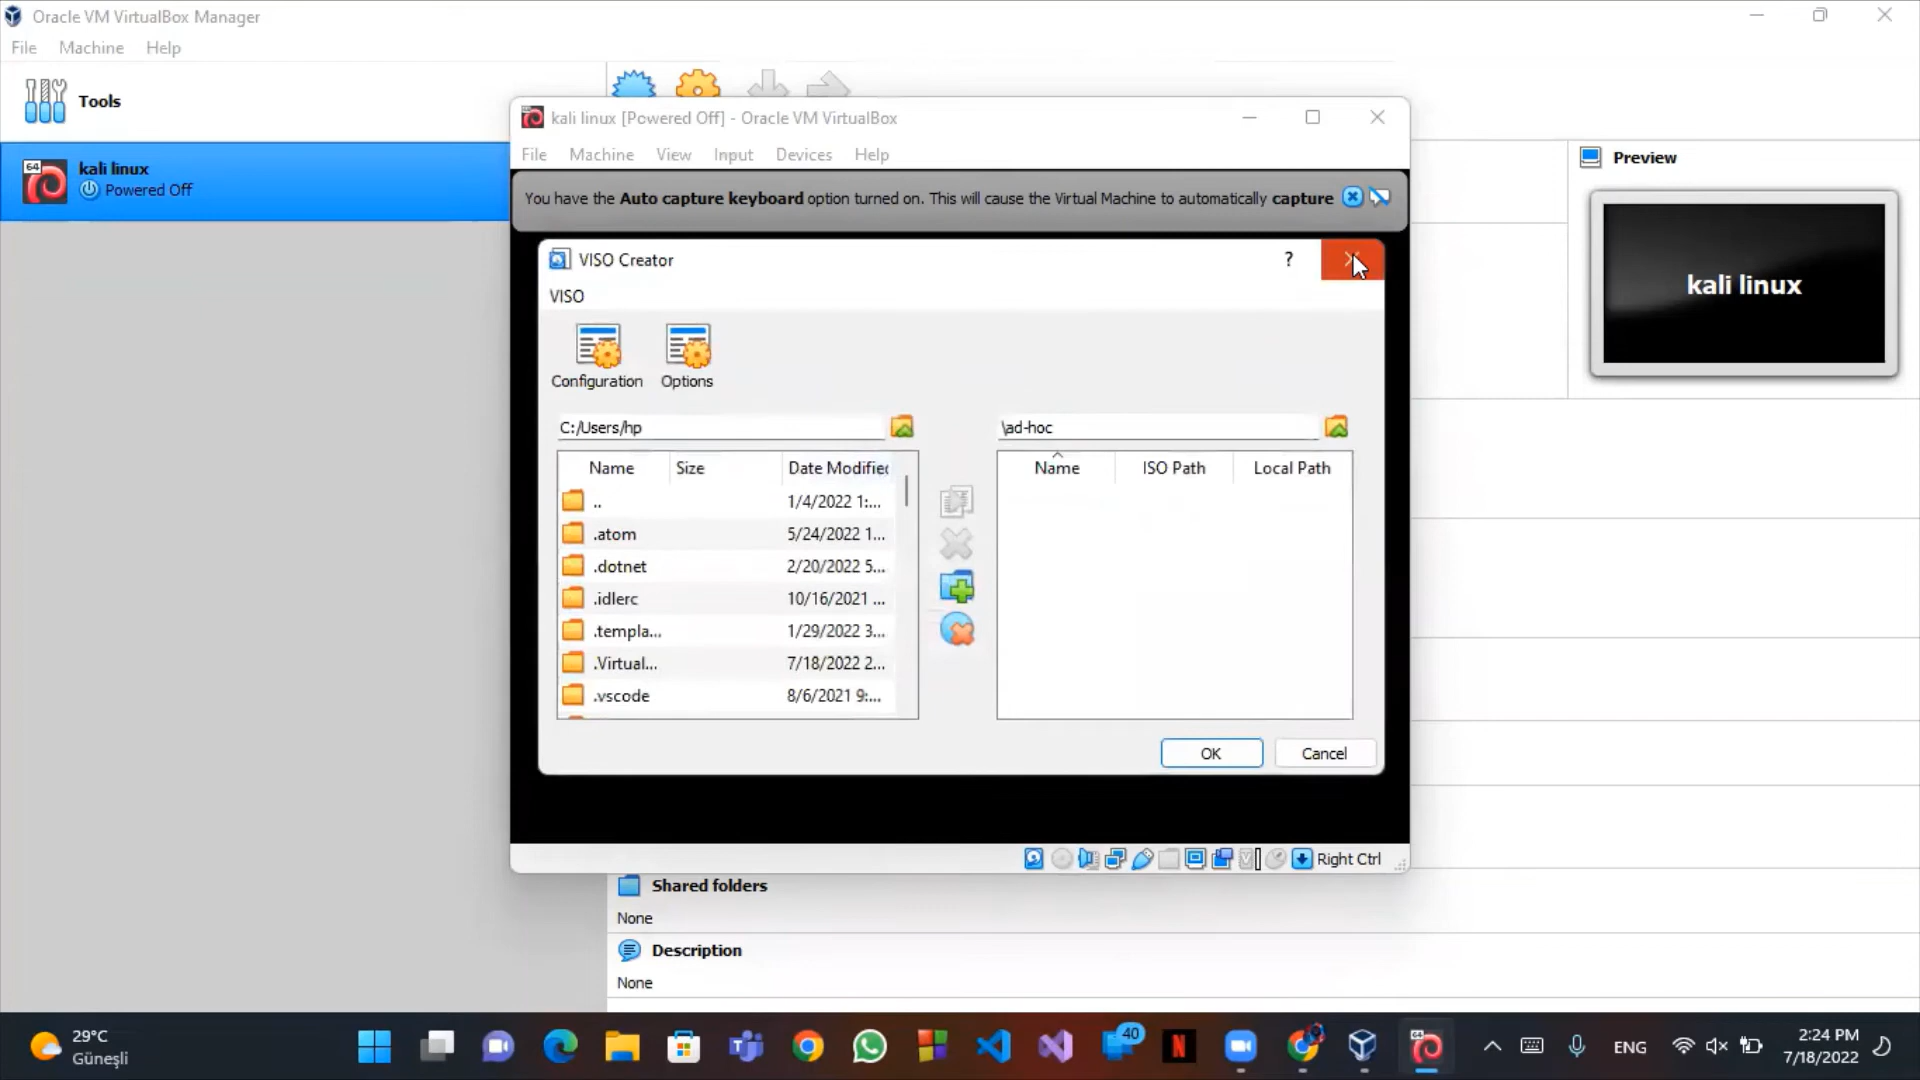 Oracle VM VirtualBox Manager
File Machine Help
Tools
64
kali linux
Powered Off
kali linux [Powered Off] - Oracle VM VirtualBox
File Machine View Input Devices Help
You have the Auto capture keyboard option turned on. This will cause the Virtual Machine to automatically capture
VISO Creator
?
VISO
Configuration Options
C:/Users/hp
\ad-hoc
Name Size Date Modified
Name ISO Path Local Path
.. 1/4/2022 1:...
.atom 5/24/2022 1...
.dotnet 2/20/2022 5...
.idlerc 10/16/2021 ...
.templa... 1/29/2022 3...
.Virtual... 7/18/2022 2...
.vscode 8/6/2021 9:...
OK Cancel
Right Ctrl
Preview
kali linux
Shared folders
None
Description
None
29°C
Güneşli
40
N
64
ENG
2:24 PM
7/18/2022